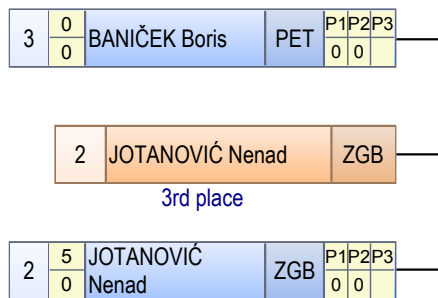 3 0 BANIČEK Boris PET P1 P2 P3
0 0 0
2 JOTANOVIĆ Nenad ZGB
3rd place
2 5 JOTANOVIĆ ZGB P1 P2 P3
0 Nenad 0 0